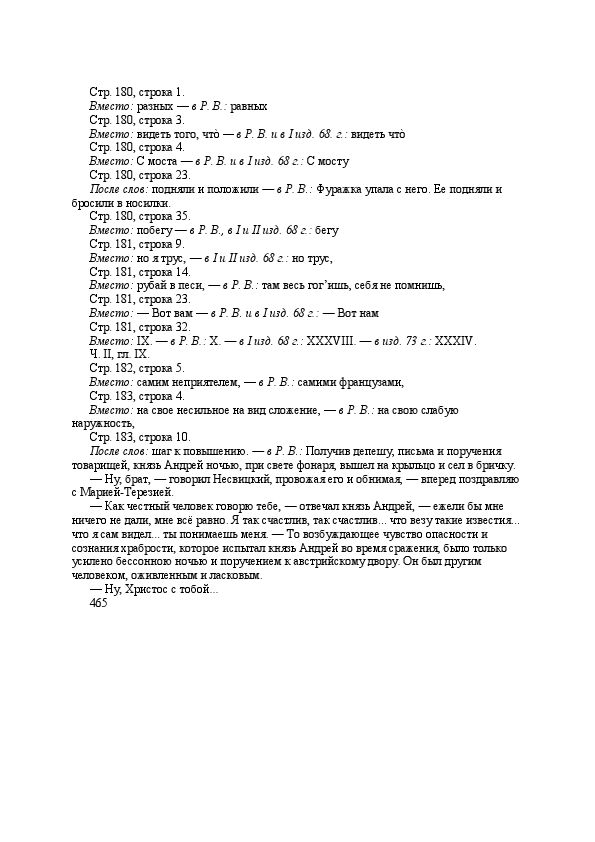 Стр. 180, строка 1.
Вместо: разных — в Р. В.: равных
Стр. 180, строка 3.
Вместо: видеть того, что̀ — в Р. В. и в I изд. 68. г.: видеть что̀
Стр. 180, строка 4.
Вместо: С моста — в Р. В. и в I изд. 68 г.: С мосту
Стр. 180, строка 23.
После слов: подняли и положили — в Р. В.: Фуражка упала с него. Ее подняли и
бросили в носилки.
Стр. 180, строка 35.
Вместо: побегу — в Р. В., в I и II изд. 68 г.: бегу
Стр. 181, строка 9.
Вместо: но я трус, — в I и II изд. 68 г.: но трус,
Стр. 181, строка 14.
Вместо: рубай в песи, — в Р. В.: там весь гог’ишь, себя не помнишь,
Стр. 181, строка 23.
Вместо: — Вот вам — в Р. В. и в I изд. 68 г.: — Вот нам
Стр. 181, строка 32.
Вместо: IX. — в Р. В.: X. — в I изд. 68 г.: XXXVIII. — в изд. 73 г.: XXXIV.
Ч. II, гл. IX.
Стр. 182, строка 5.
Вместо: самим неприятелем, — в Р. В.: самими французами,
Стр. 183, строка 4.
Вместо: на свое несильное на вид сложение, — в Р. В.: на свою слабую
наружность,
Стр. 183, строка 10.
После слов: шаг к повышению. — в Р. В.: Получив депешу, письма и поручения
товарищей, князь Андрей ночью, при свете фонаря, вышел на крыльцо и сел в бричку.
— Ну, брат, — говорил Несвицкий, провожая его и обнимая, — вперед поздравляю
с Марией-Терезией.
— Как честный человек говорю тебе, — отвечал князь Андрей, — ежели бы мне
ничего не дали, мне всё равно. Я так счастлив, так счастлив... что везу такие известия...
что я сам видел... ты понимаешь меня. — То возбуждающее чувство опасности и
сознания храбрости, которое испытал князь Андрей во время сражения, было только
усилено бессонною ночью и поручением к австрийскому двору. Он был другим
человеком, оживленным и ласковым.
— Ну, Христос с тобой...
465